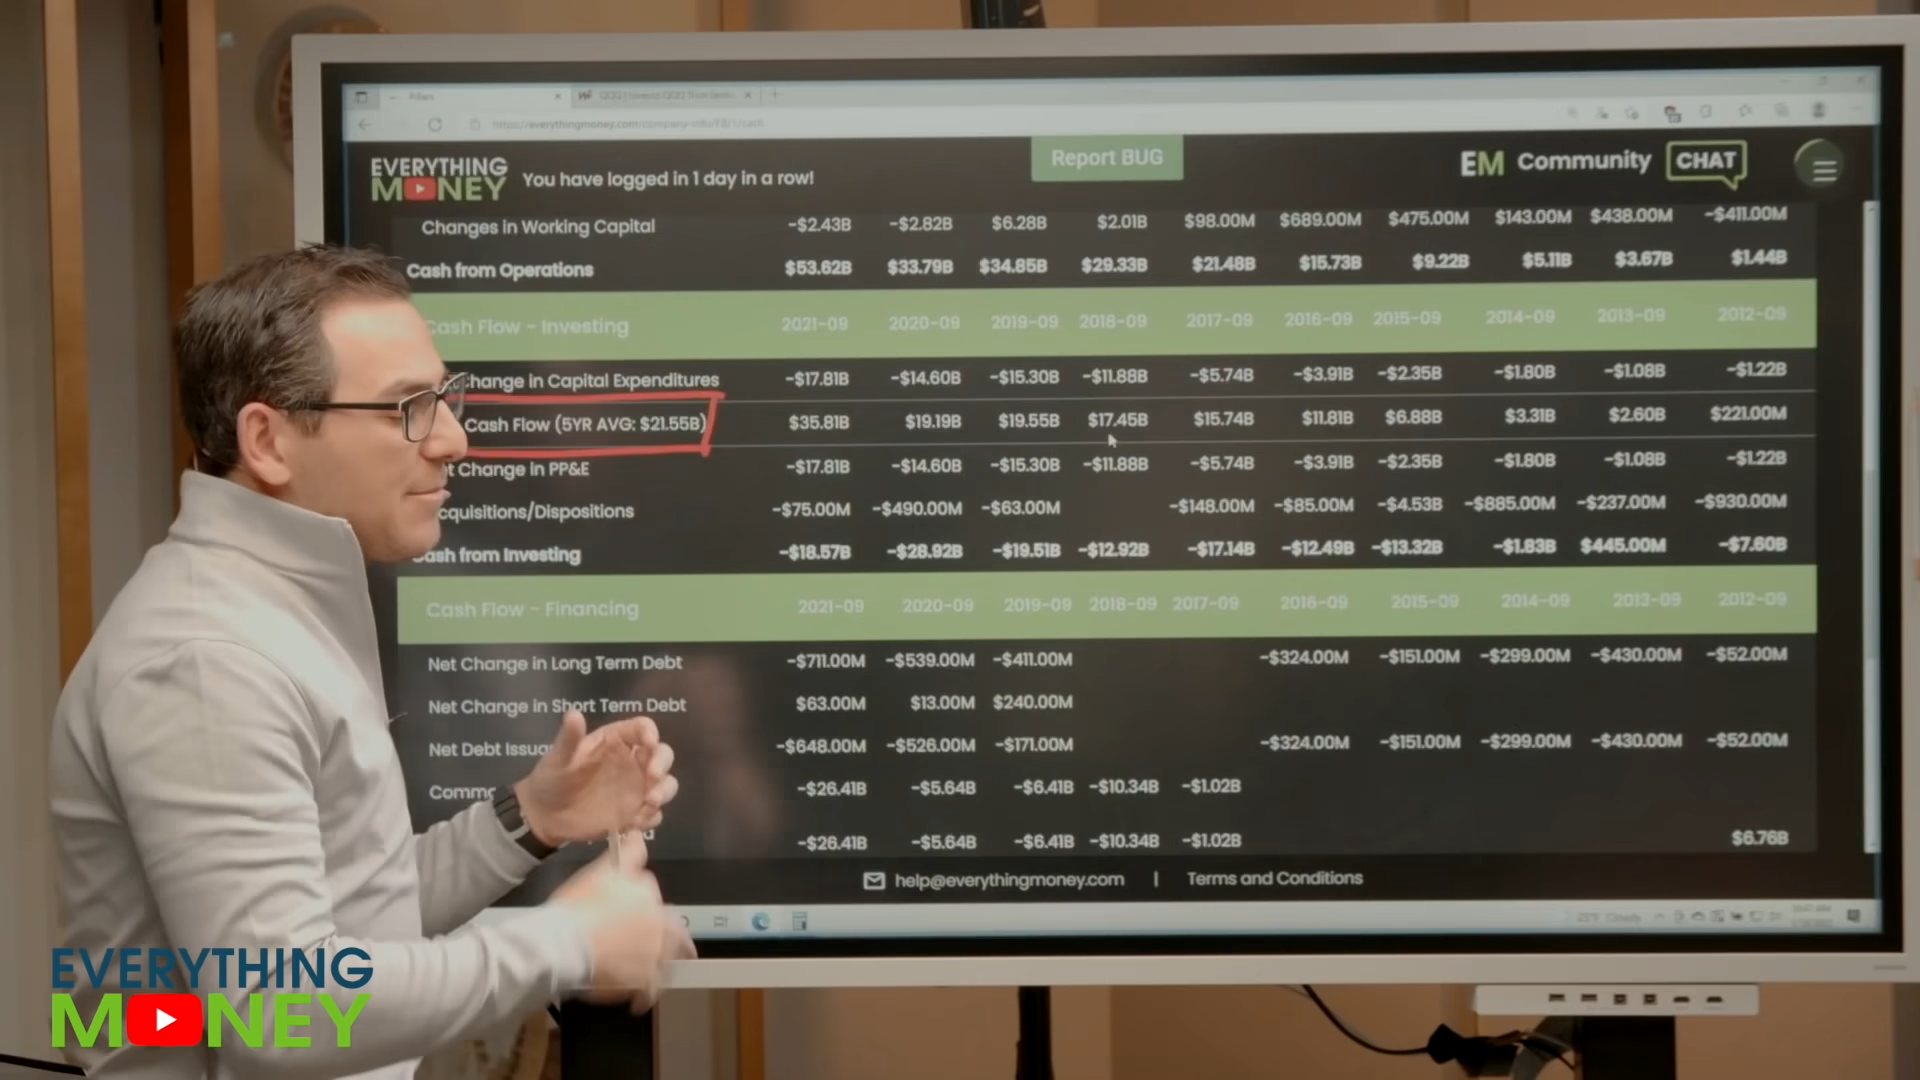 https://everythingmoney.com/company-info/FB/1/cash
EVERYTHING
MONEY
You have logged in 1 day in a row!
Report BUG
EM Community
CHAT
Changes in Working Capital -$2.43B -$2.82B $6.28B $2.01B $98.00M $689.00M $475.00M $143.00M $438.00M -$411.00M
Cash from Operations $53.62B $33.79B $34.85B $29.33B $21.48B $15.73B $9.22B $5.11B $3.67B $1.44B
Cash Flow - Investing 2021-09 2020-09 2019-09 2018-09 2017-09 2016-09 2015-09 2014-09 2013-09 2012-09
hange in Capital Expenditures -$17.81B -$14.60B -$15.30B -$11.88B -$5.74B -$3.91B -$2.35B -$1.80B -$1.08B -$1.22B
Cash Flow (5YR AVG: $21.55B) $35.81B $19.19B $19.55B $17.45B $15.74B $11.81B $6.88B $3.31B $2.60B $221.00M
t Change in PP&E -$17.81B -$14.60B -$15.30B -$11.88B -$5.74B -$3.91B -$2.35B -$1.80B -$1.08B -$1.22B
cquisitions/Dispositions -$75.00M -$490.00M -$63.00M -$148.00M -$85.00M -$4.53B -$885.00M -$237.00M -$930.00M
ash from Investing -$18.57B -$28.92B -$19.51B -$12.92B -$17.14B -$12.49B -$13.32B -$1.83B $445.00M -$7.60B
Cash Flow - Financing 2021-09 2020-09 2019-09 2018-09 2017-09 2016-09 2015-09 2014-09 2013-09 2012-09
Net Change in Long Term Debt -$711.00M -$539.00M -$411.00M -$324.00M -$151.00M -$299.00M -$430.00M -$52.00M
Net Change in Short Term Debt $63.00M $13.00M $240.00M
Net Debt Issua -$648.00M -$526.00M -$171.00M -$324.00M -$151.00M -$299.00M -$430.00M -$52.00M
Commo -$26.41B -$5.64B -$6.41B -$10.34B -$1.02B
-$26.41B -$5.64B -$6.41B -$10.34B -$1.02B $6.76B
help@everythingmoney.com | Terms and Conditions
EVERYTHING
MONEY